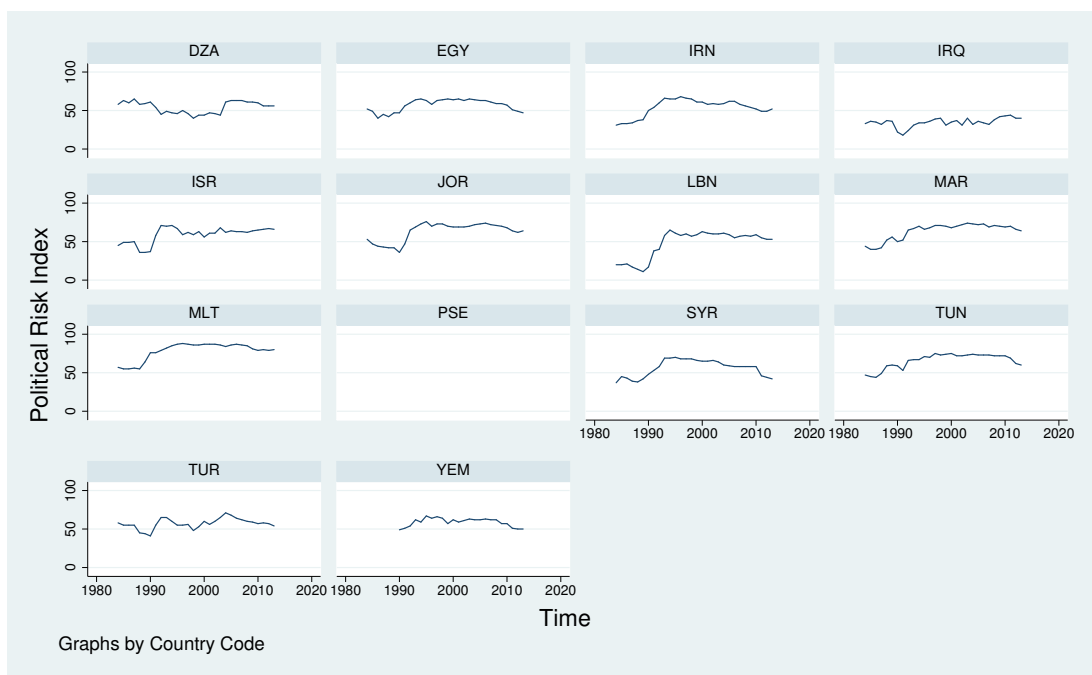 DZA EGY IRN IRQ
100
50
0
ISR JOR LBN MAR
100
50
0
MLT PSE SYR TUN
100
50
0
1980 1990 2000 2010 2020 1980 1990 2000 2010 2020
TUR YEM
100
50
0
1980 1990 2000 2010 2020 1980 1990 2000 2010 2020
Political Risk Index
Time
Graphs by Country Code